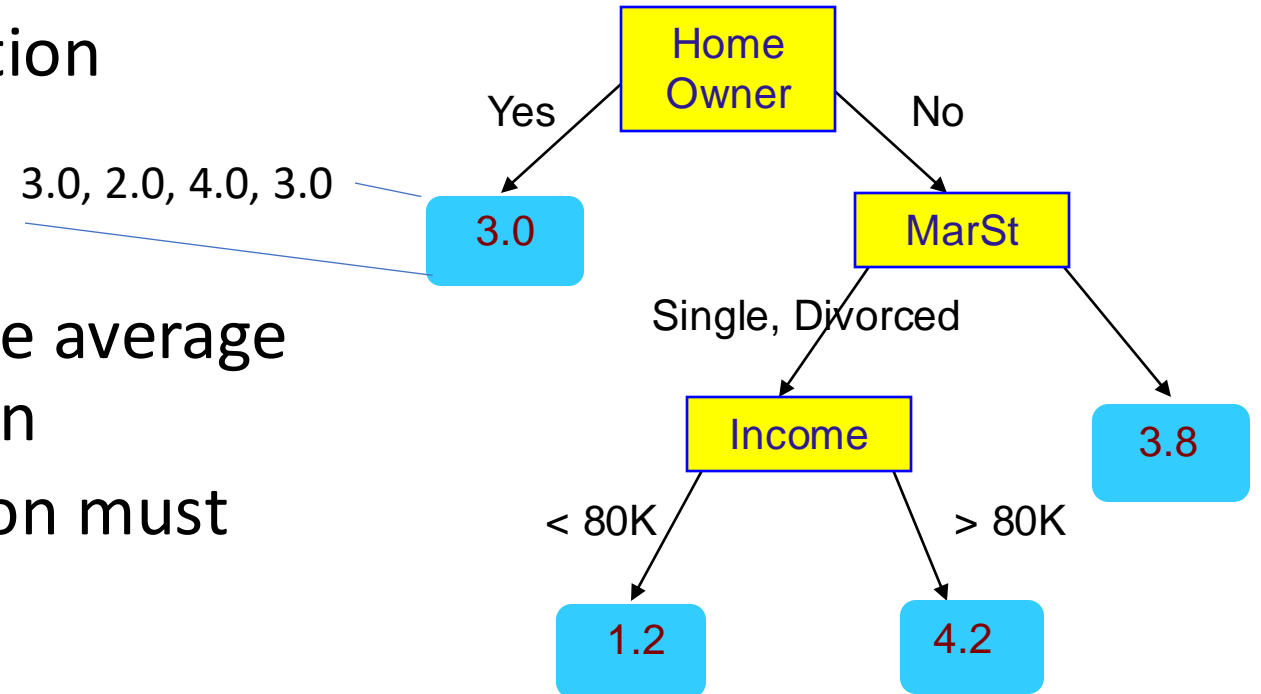 tion
3.0, 2.0, 4.0, 3.0
e average
n
on must
Home
Owner
Yes
No
3.0
MarSt
Single, Divorced
Income
3.8
< 80K
> 80K
1.2
4.2